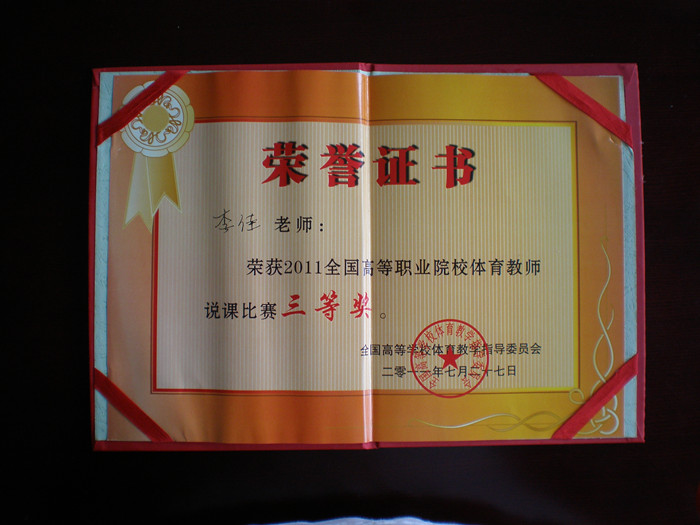 荣誉证书
李任 老师：
荣获2011全国高等职业院校体育教师
说课比赛三等奖。
全国高等学校体育教学指导委员会
二零一一年七月二十七日